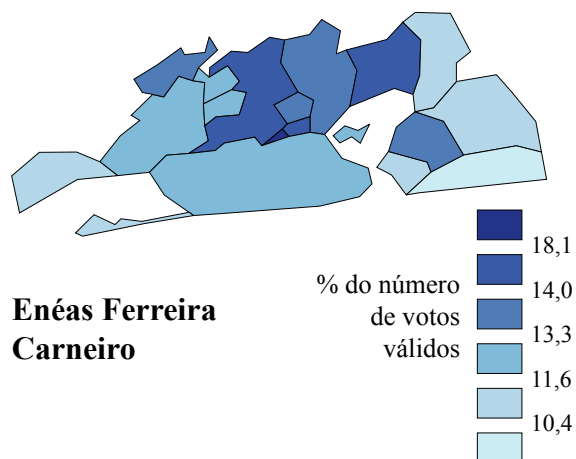 18,1
% do número
14,0
de votos
Enéas Ferreira
13,3
válidos
Carneiro
11,6
10,4